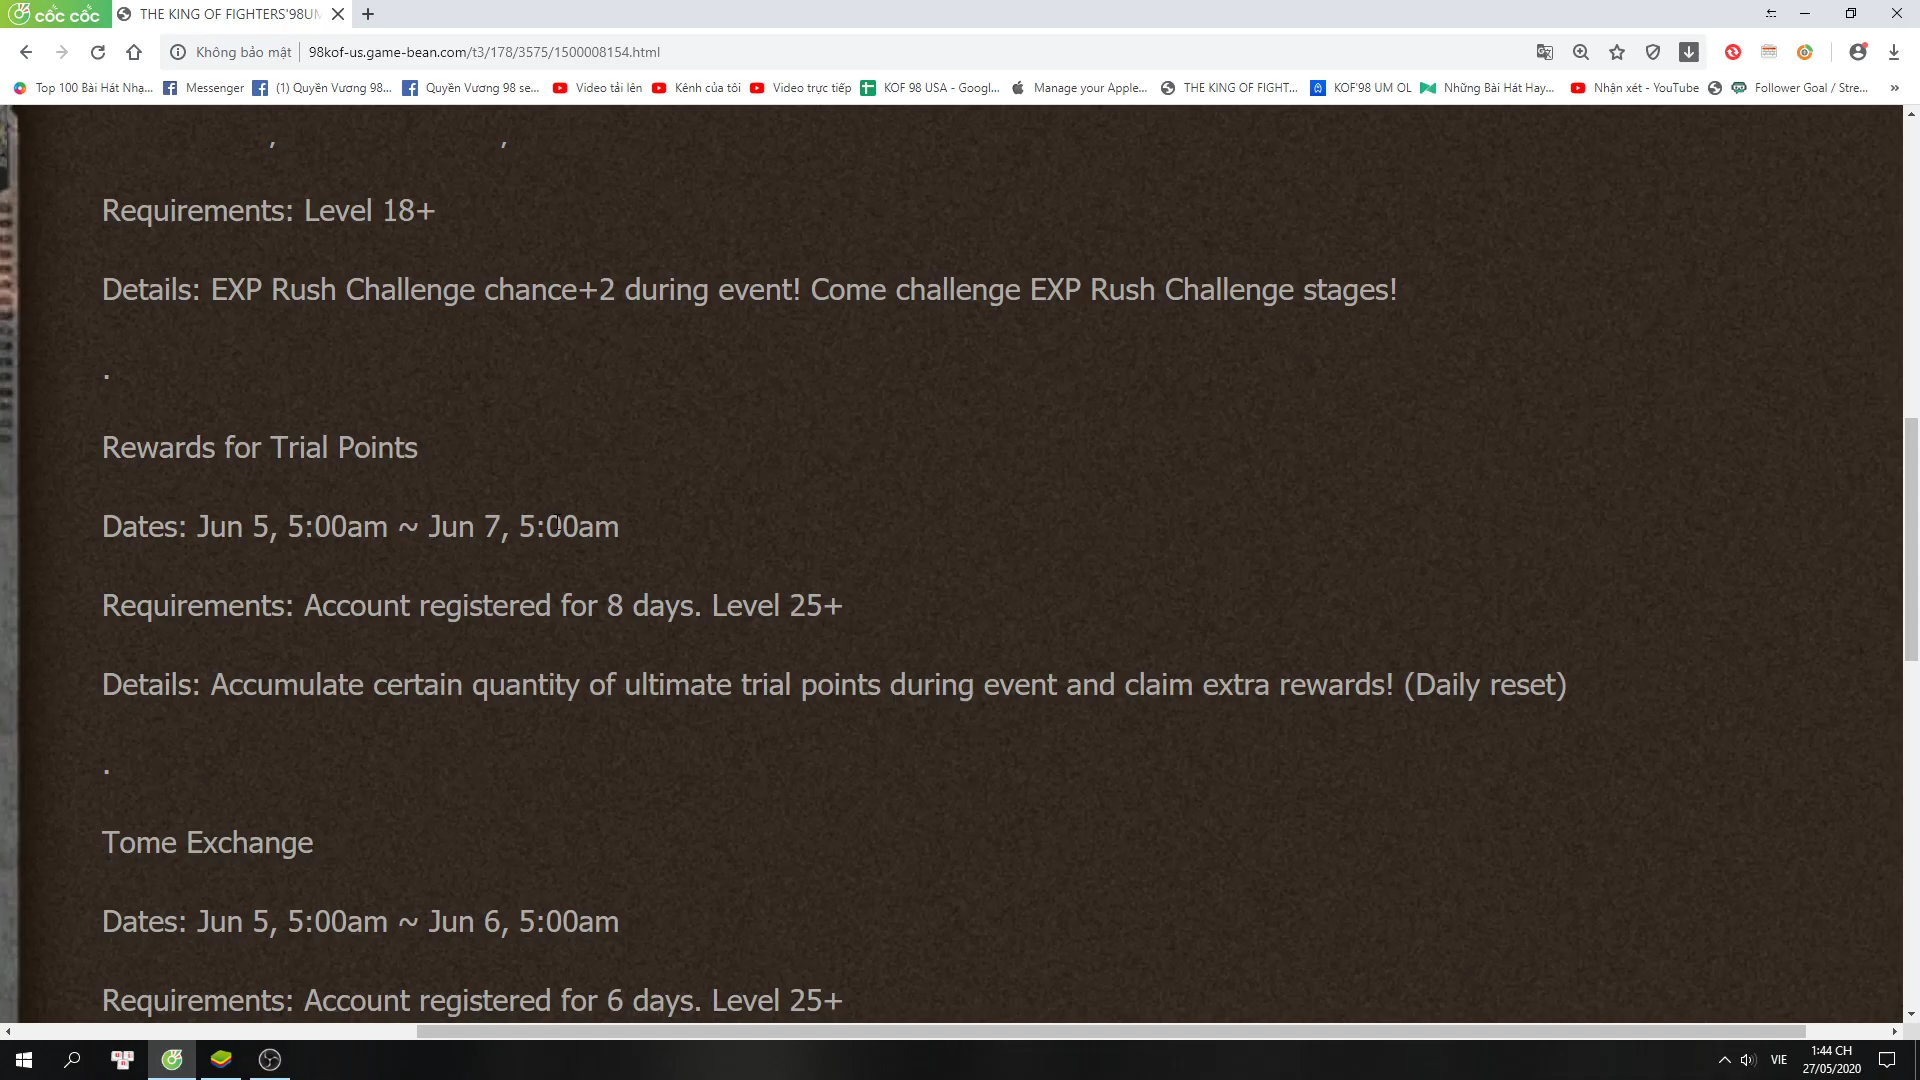 cốc cốc
THE KING OF FIGHTERS'98UM
Không bảo mật
98kof-us.game-bean.com/t3/178/3575/1500008154.html
Top 100 Bài Hát Nhạ...
Messenger
(1) Quyền Vương 98...
Quyền Vương 98 se...
Video tải lên
Kênh của tôi
Video trực tiếp
KOF 98 USA - Googl...
Manage your Apple...
THE KING OF FIGHT...
KOF'98 UM OL
Những Bài Hát Hay...
Nhận xét - YouTube
Follower Goal / Stre...
Requirements: Level 18+
Details: EXP Rush Challenge chance+2 during event! Come challenge EXP Rush Challenge stages!
.
Rewards for Trial Points
Dates: Jun 5, 5:00am ~ Jun 7, 5:00am
Requirements: Account registered for 8 days. Level 25+
Details: Accumulate certain quantity of ultimate trial points during event and claim extra rewards! (Daily reset)
.
Tome Exchange
Dates: Jun 5, 5:00am ~ Jun 6, 5:00am
Requirements: Account registered for 6 days. Level 25+
VIE
1:44 CH
27/05/2020